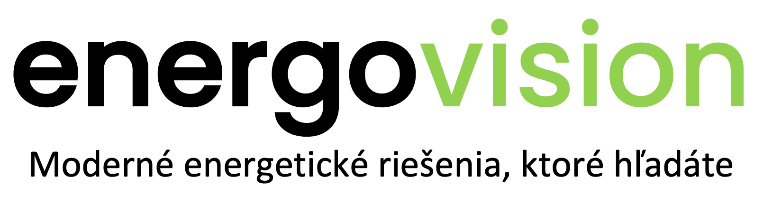 energovision
Moderné energetické riešenia, ktoré hľadáte